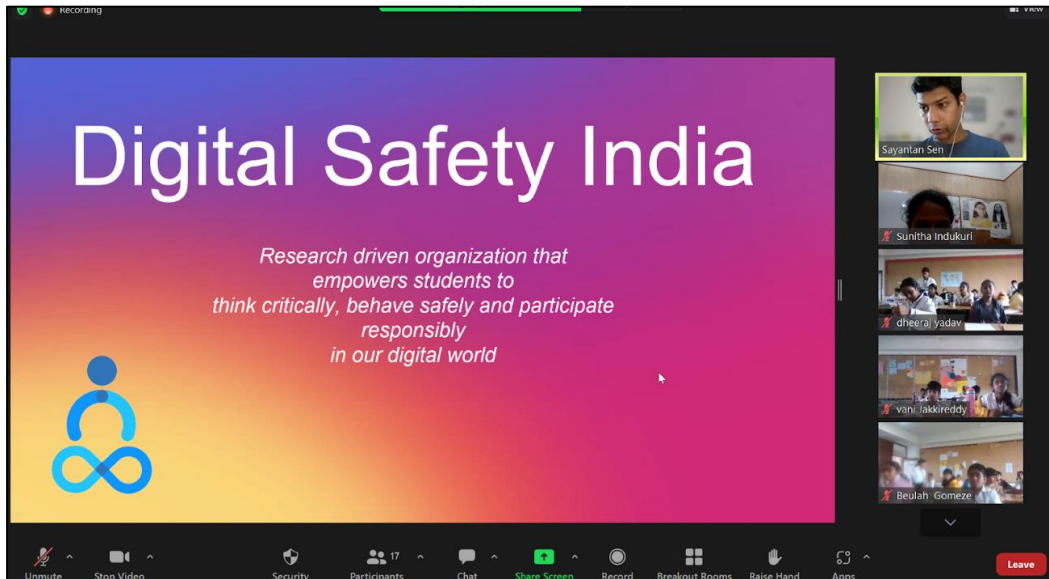 Recording
View
Digital Safety India
Research driven organization that
empowers students to
think critically, behave safely and participate
responsibly
in our digital world
Sayantan Sen
Sunitha Indukuri
dheeraj yadav
vani Jakkireddy
Beulah Gomeze
Unmute
Stop Video
Security
Participants
17
Chat
Share Screen
Record
Breakout Rooms
Raise Hand
Apps
Leave